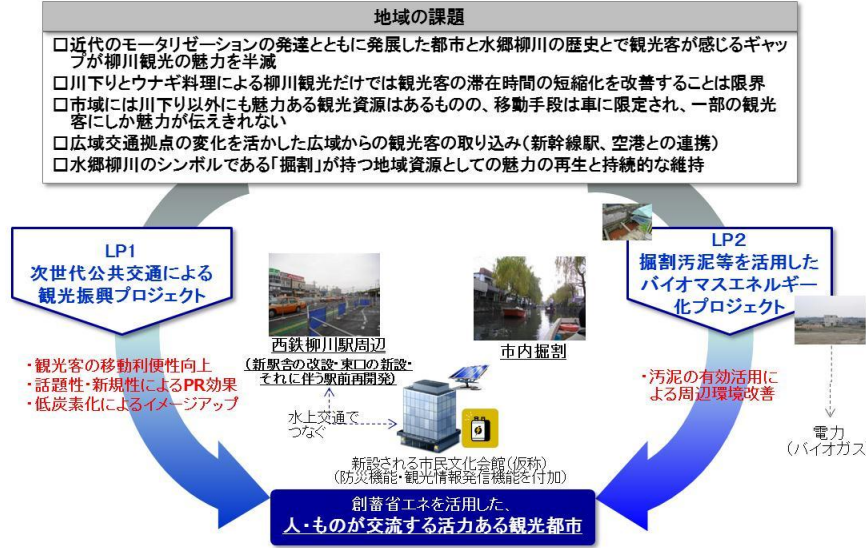 地域の課題
□近代のモータリゼーションの発達とともに発展した都市と水郷柳川の歴史とで観光客が感じるギャッ
プが柳川観光の魅力を半減
□川下りとウナギ料理による柳川観光だけでは観光客の滞在時間の短縮化を改善することは限界
□市域には川下り以外にも魅力ある観光資源はあるものの、移動手段は車に限定され、一部の観光
客にしか魅力が伝えきれない
□広域交通拠点の変化を活かした広域からの観光客の取り込み(新幹線駅、空港との連携)
□水郷柳川のシンボルである「掘割」が持つ地域資源としての魅力の再生と持続的な維持
LP1
次世代公共交通による
観光振興プロジェクト
LP2
掘割汚泥等を活用した
バイオマスエネルギー
化プロジェクト
西鉄柳川駅周辺
(新駅舎の改設・東口の新設・
それに伴う駅前再開発)
市内掘割
・観光客の移動利便性向上
・話題性・新規性によるPR効果
・低炭素化によるイメージアップ
・汚泥の有効活用に
よる周辺環境改善
水上交通で
つなぐ
電力
(バイオガス
新設される市民文化会館(仮称)
(防災機能・観光情報発信機能を付加)
創蓄省エネを活用した、
人・ものが交流する活力ある観光都市